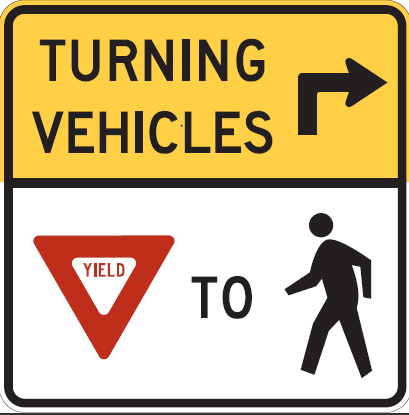 TURNING
VEHICLES
YIELD
TO